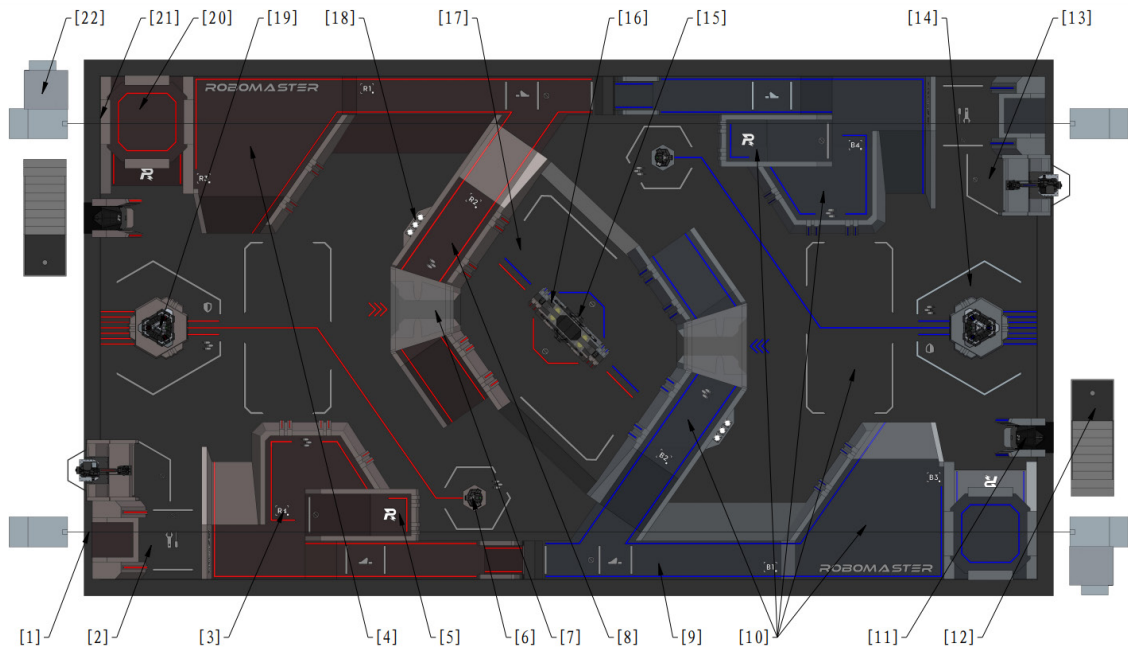 [22] [21] [20] [19] [18] [17] [16] [15] [14] [13]
ROBOMASTER R1
R
B4
R
R3
R2
B2
B3
R
R4
R
B1 ROBOMASTER
[1] [2] [3] [4] [5] [6] [7] [8] [9] [10] [11] [12]